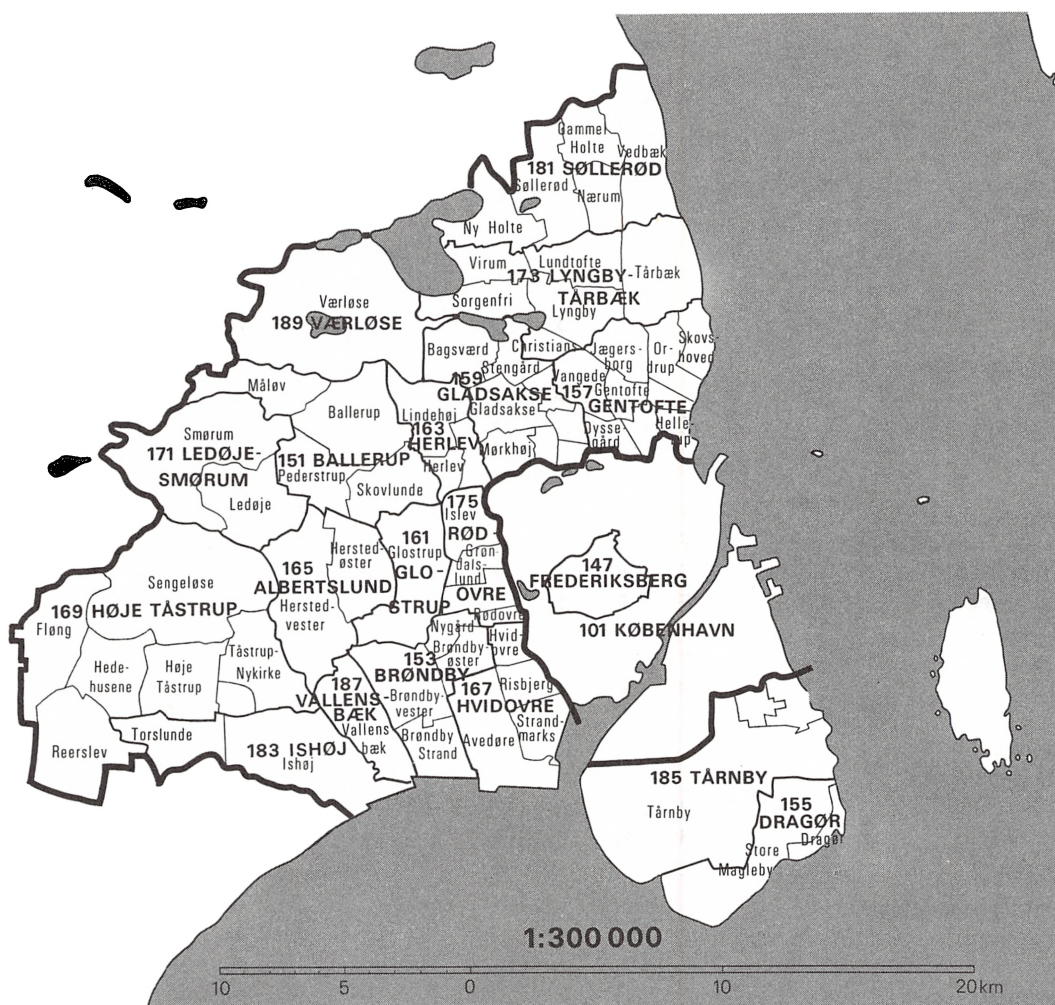 Gammel
Holte
Vedbæk
181 SØLLERØD
Søllerød
Nærum
Ny Holte
Virum
Lundtofte
173 LYNGBY-
Tårbæk
TÅRBÆK
Sorgenfri
Lyngby
Værløse
189 VÆRLØSE
Bagsværd
Christians
Stengård
Jægers-
borg
Or-
drup
Skovs-
hoved
159
GLADSAKSE
Gladsakse
Vangede
157
Gentofte
GENTOFTE
Dysse-
gård
Helle-
rup
Måløv
Ballerup
Lindehøj
163
HERLEV
Herlev
Mørkhøj
Smørum
171 LEDØJE-
SMØRUM
Ledøje
151 BALLERUP
Pederstrup
Skovlunde
175
Islev
RØD-
Grøn-
dals-
lund
OVRE
Rødovre
161
Glostrup
GLO-
STRUP
Hersted-
øster
165
ALBERTSLUND
Hersted-
vester
147
FREDERIKSBERG
101 KØBENHAVN
Sengeløse
169 HØJE TÅSTRUP
Fløng
Hede-
husene
Høje
Tåstrup
Tåstrup-
Nykirke
Nygård
Brøndby-
øster
Hvid-
ovre
153
BRØNDBY
Brøndby-
vester
Brøndby
Strand
187
VALLENS-
BÆK
Vallens
bæk
167
HVIDOVRE
Risbjerg
Strand-
marks
Avedøre
Reerslev
Torslunde
183 ISHØJ
Ishøj
185 TÅRNBY
Tårnby
155
DRAGØR
Dragør
Store
Magleby
1:300 000
10 5 0 10 20 km